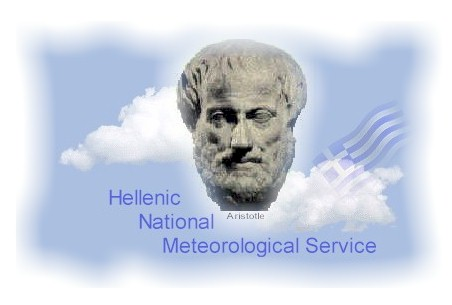 Aristotle
Hellenic
National
Meteorological Service